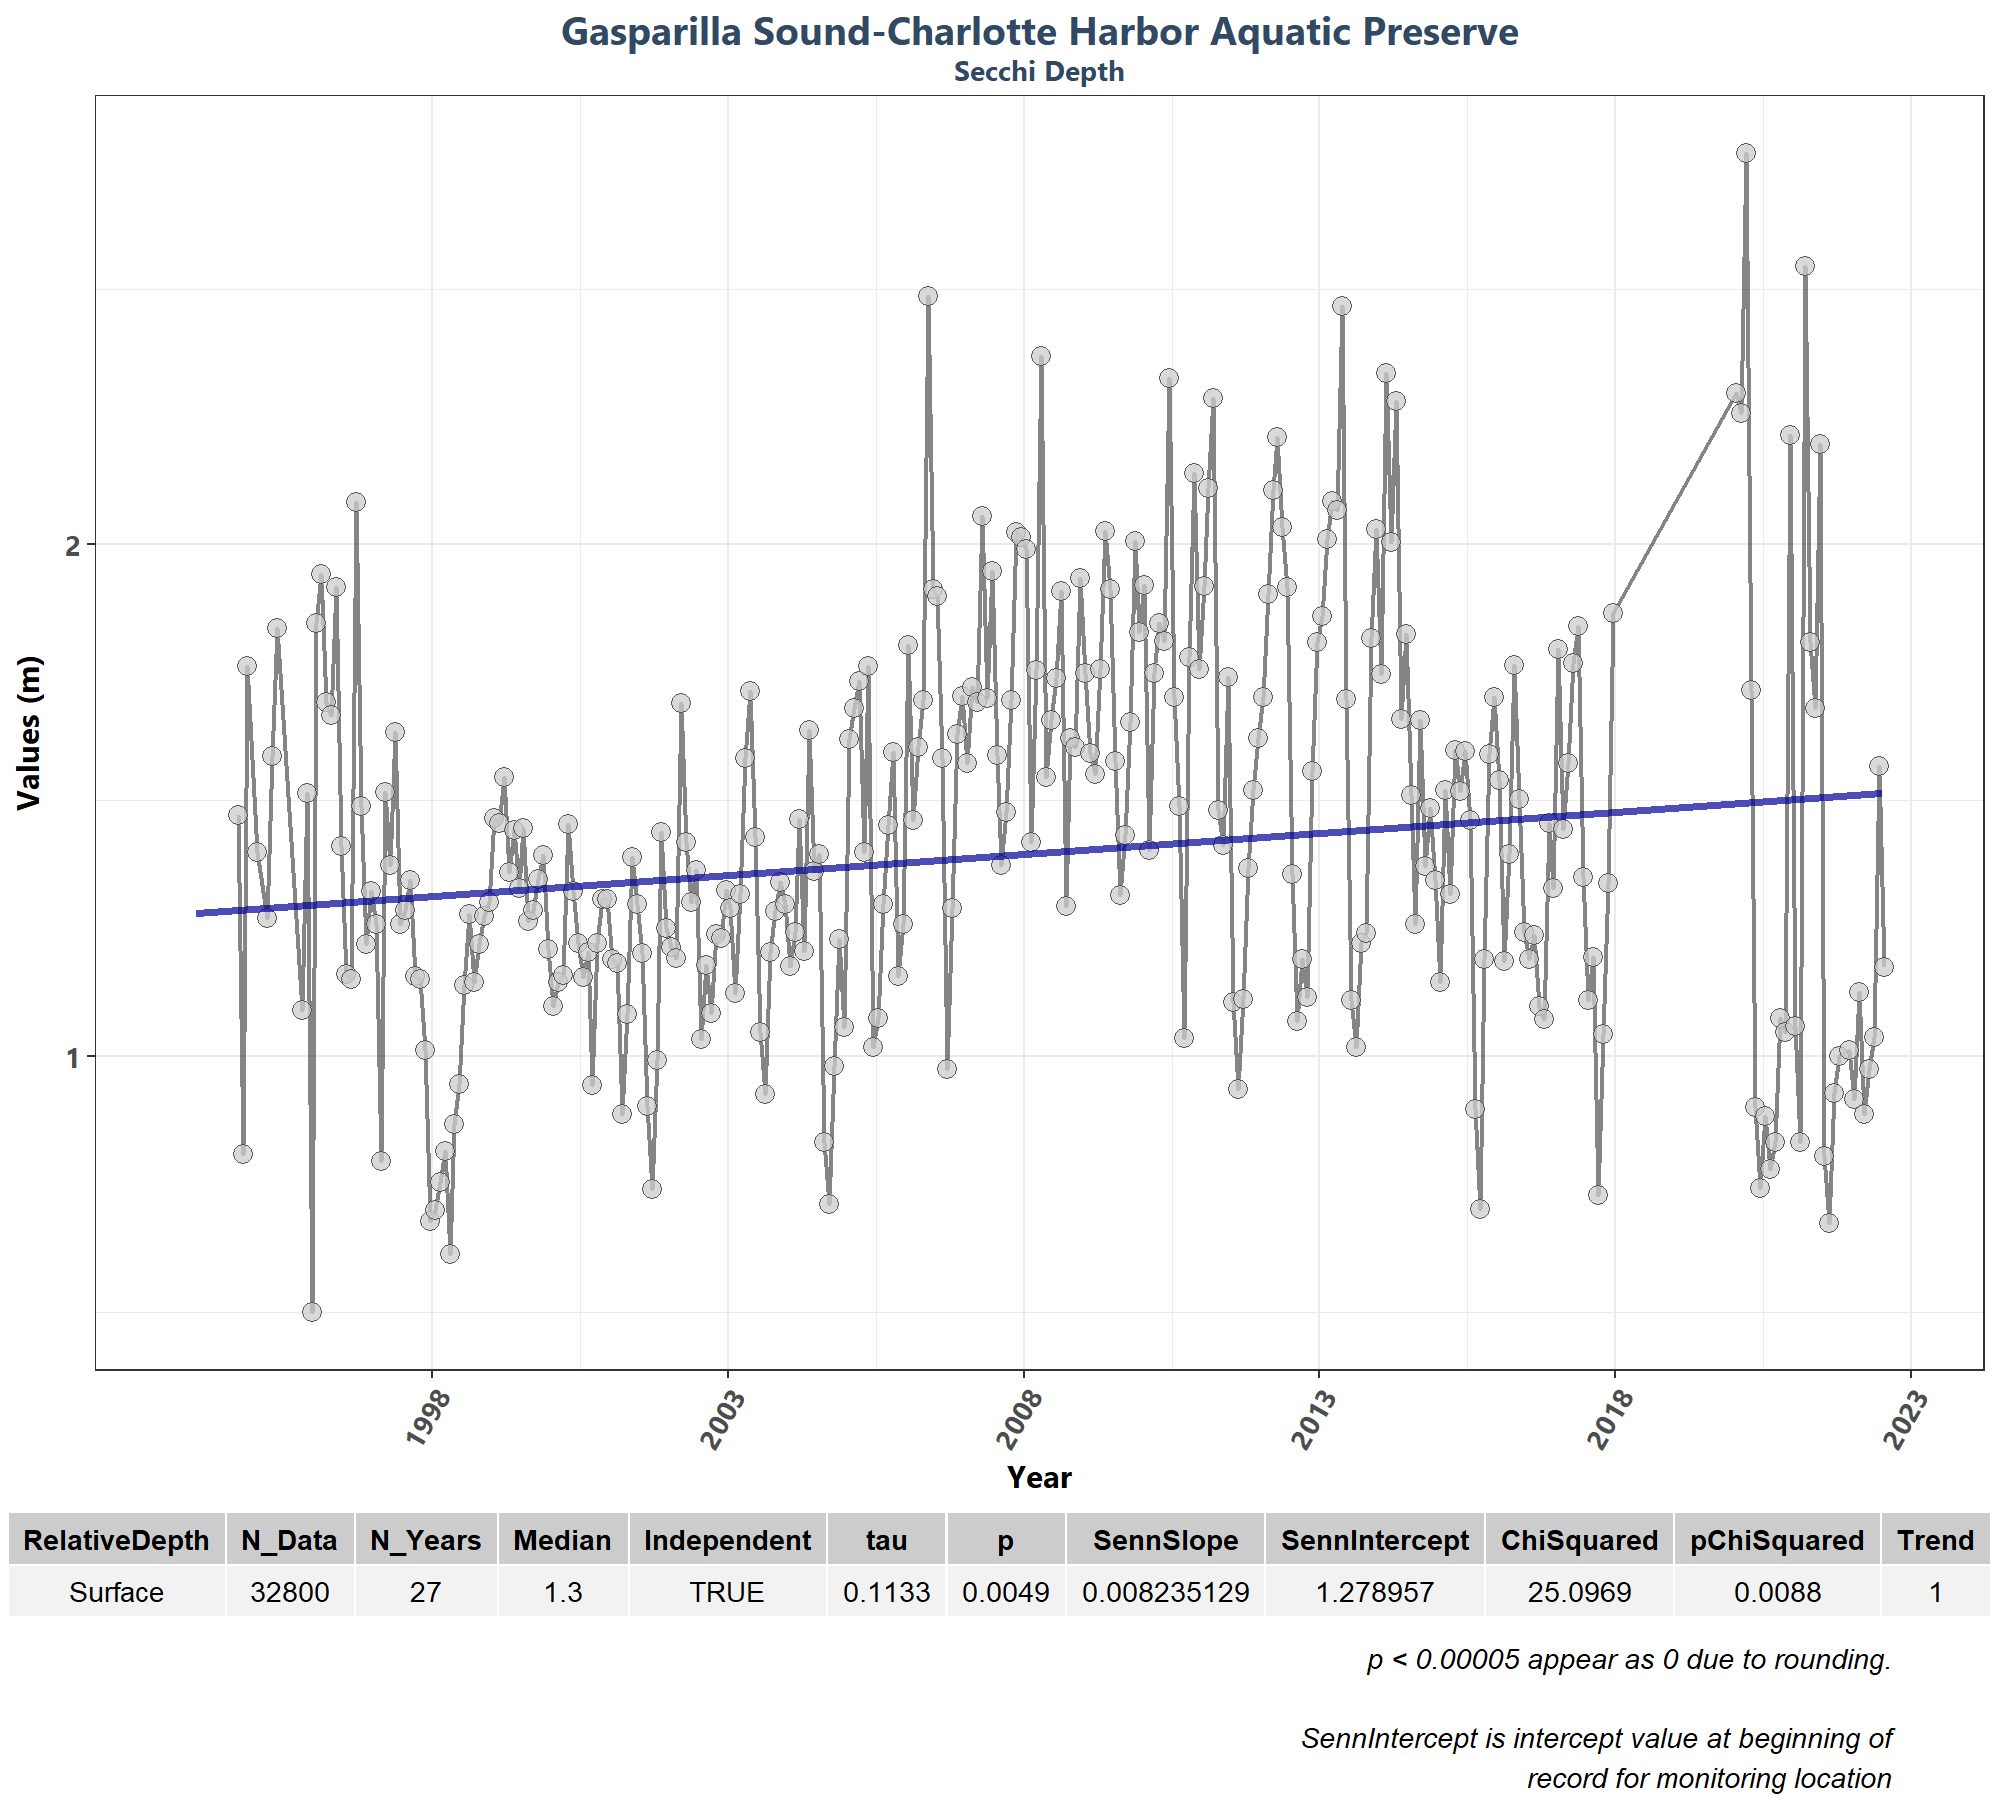 Gasparilla Sound-Charlotte Harbor Aquatic Preserve
Secchi Depth
Values (m)
2
1
1998
2003
2008
2013
2018
2023
Year
RelativeDepth N_Data N_Years Median Independent tau p SennSlope SennIntercept ChiSquared pChiSquared Trend
Surface 32800 27 1.3 TRUE 0.1133 0.0049 0.008235129 1.278957 25.0969 0.0088 1
p < 0.00005 appear as 0 due to rounding.
SennIntercept is intercept value at beginning of
record for monitoring location